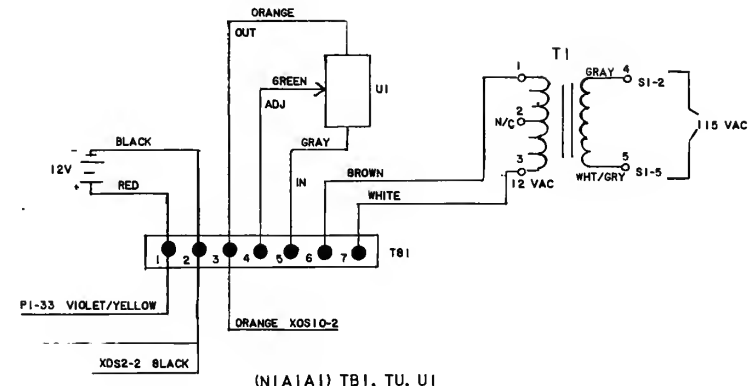 ORANGE
OUT
GREEN
ADJ
U1
GRAY
IN
BROWN
WHITE
T1
1
2
N/C
3
12 VAC
GRAY 4
S1-2
115 VAC
5
S1-5
WHT/GRY
BLACK
-
12V
+
RED
1 2 3 4 5 6 7
TB1
P1-33 VIOLET/YELLOW
ORANGE XDS10-2
XDS2-2 BLACK
(N1A1A1) TB1, TU, U1